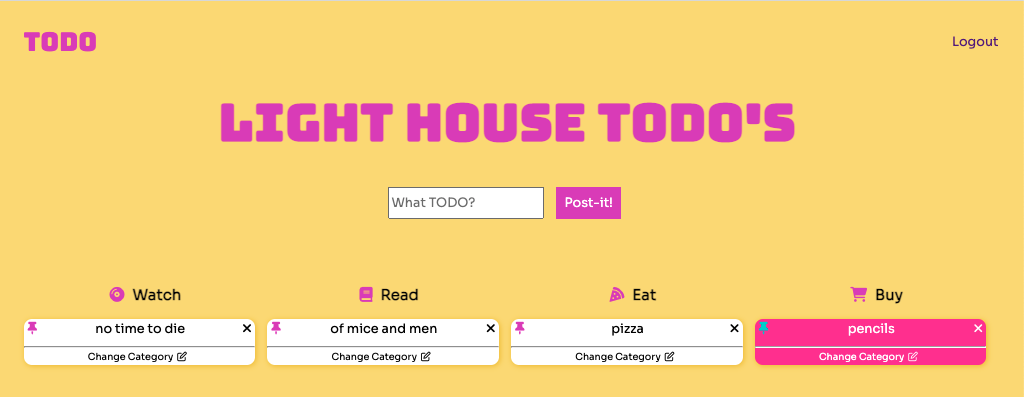 TODO
Logout
LIGHT HOUSE TODO'S
What TODO?
Post-it!
Watch
Read
Eat
Buy
no time to die
of mice and men
pizza
pencils
Change Category
Change Category
Change Category
Change Category